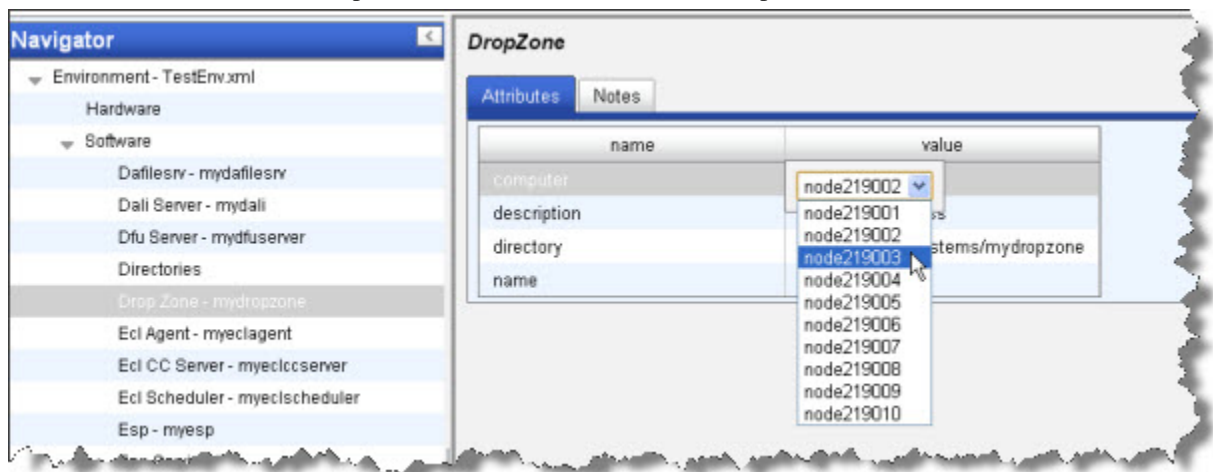 Navigator
Environment - TestEnv.xml
Hardware
Software
Dafilesrv - mydafilesrv
Dali Server - mydali
Dfu Server - mydfuserver
Directories
Drop Zone - mydropzone
Ecl Agent - myeclagent
Ecl CC Server - myeclccserver
Ecl Scheduler - myeclscheduler
Esp - myesp
DropZone
Attributes Notes
name value
computer node219002
description
directory stems/mydropzone
name
node219001
node219002
node219003
node219004
node219005
node219006
node219007
node219008
node219009
node219010